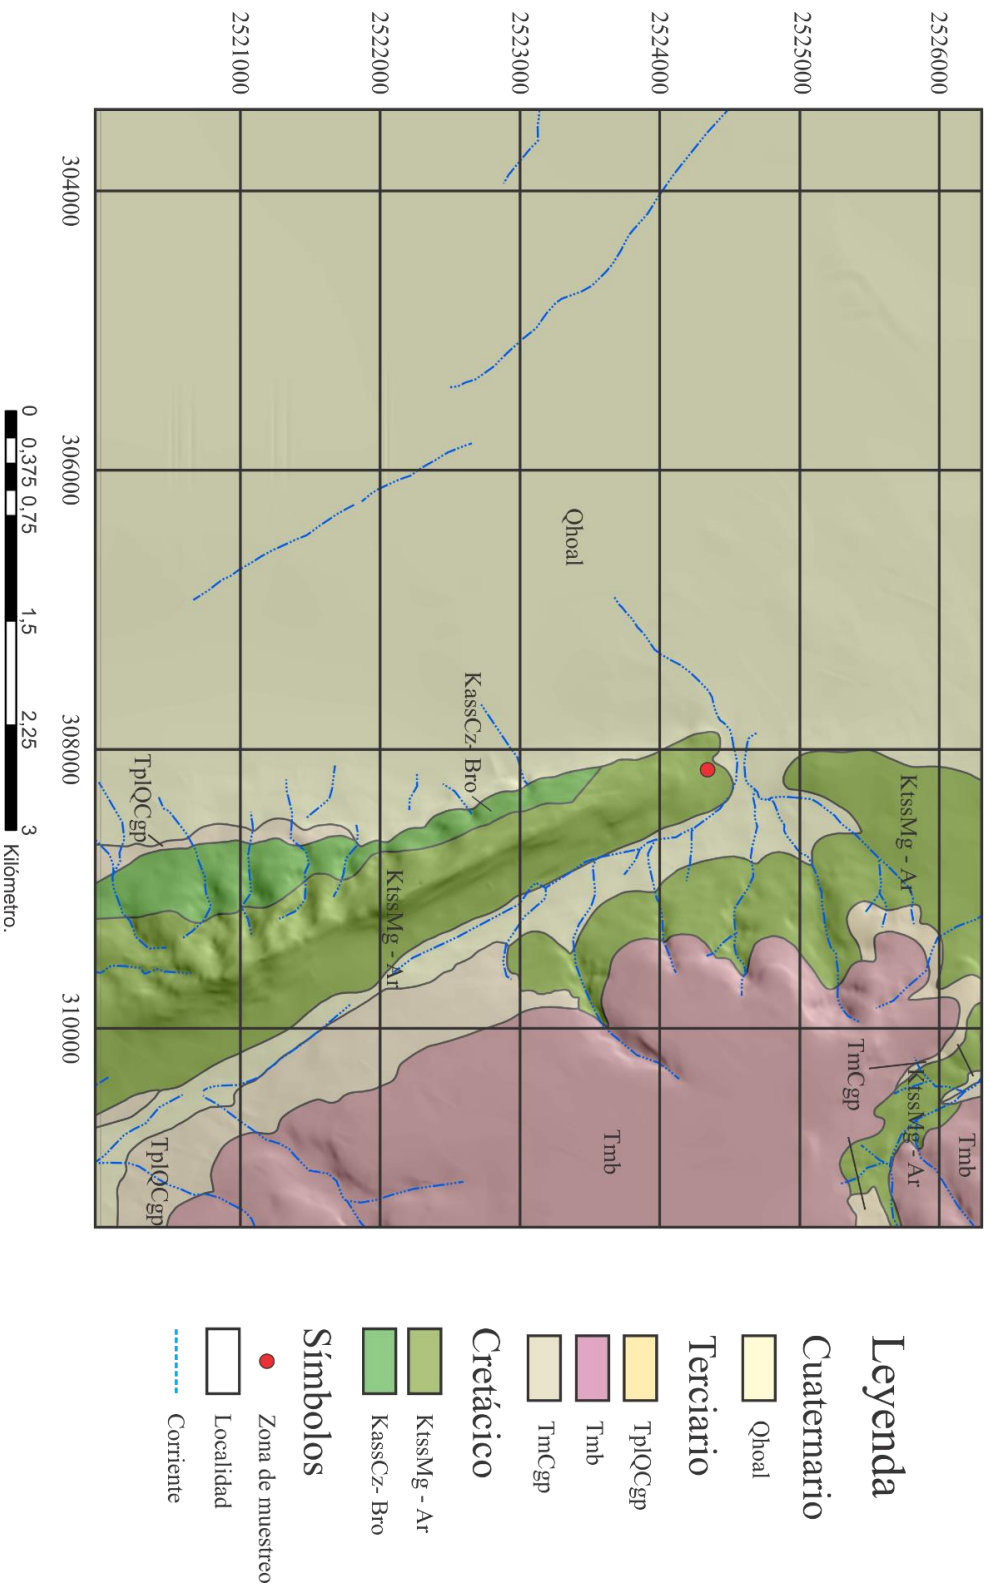 2526000
2525000
2524000
2523000
2522000
2521000
Tmb
KtssMg - Ar
KtssMg - Ar
TmCgp
Tmb
Qhoal
KassCz- Bro
KtssMg - Ar
TplQCgp
TplQCgp
304000
306000
308000
310000
0 0,375 0,75 1,5 2,25 3
Kilómetro.
Leyenda
Cuaternario
Qhoal
Terciario
TplQCgp
Tmb
TmCgp
Cretácico
KtssMg - Ar
KassCz- Bro
Símbolos
Zona de muestreo
Localidad
Corriente